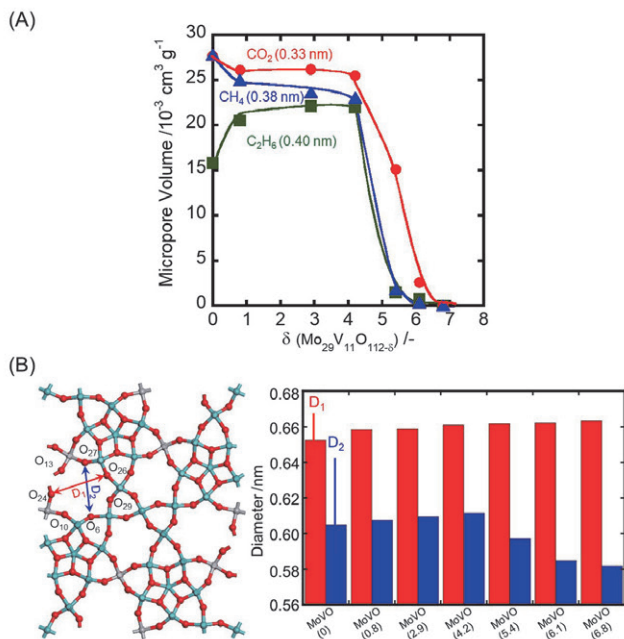 (A)
30
25
20
15
10
5
0
Micropore Volume /10⁻³ cm³ g⁻¹
CO₂ (0.33 nm)
CH₄ (0.38 nm)
C₂H₆ (0.40 nm)
0 1 2 3 4 5 6 7 8
δ (Mo₂₉V₁₁O₁₁₂₋δ) /-
(B)
O₂₇
O₁₃
O₂₆
O₂₄
D₁
D₂
O₂₉
O₁₀
O₆
0.68
0.66
0.64
0.62
0.60
0.58
0.56
Diameter /nm
D₁
D₂
MoVO (0)
MoVO (0.8)
MoVO (2.9)
MoVO (4.2)
MoVO (5.4)
MoVO (6.1)
MoVO (6.8)